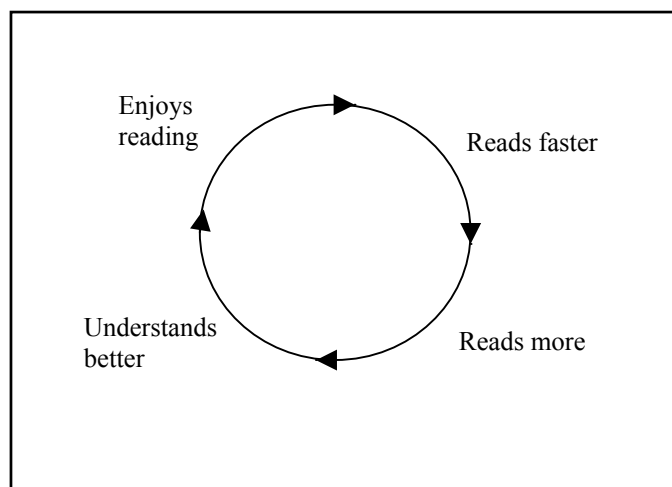 Enjoys
reading
Reads faster
Understands
better
Reads more